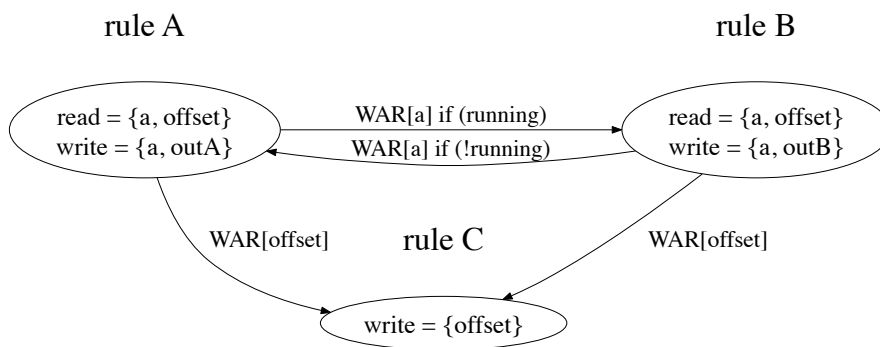 rule A
rule B
read = {a, offset}
write = {a, outA}
WAR[a] if (running)
WAR[a] if (!running)
read = {a, offset}
write = {a, outB}
WAR[offset]
rule C
WAR[offset]
write = {offset}